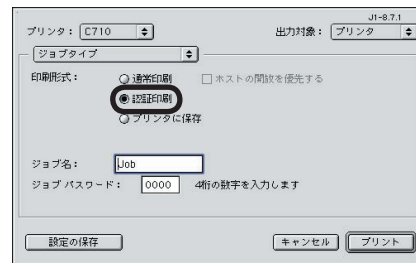 J1-8.7.1
プリンタ： C710 出力対象： プリンタ
ジョブタイプ
印刷形式： 通常印刷 ホストの開放を優先する
認証印刷
プリンタに保存
ジョブ名： Job
ジョブ パスワード： 0000 4桁の数字を入力します
設定の保存 キャンセル プリント